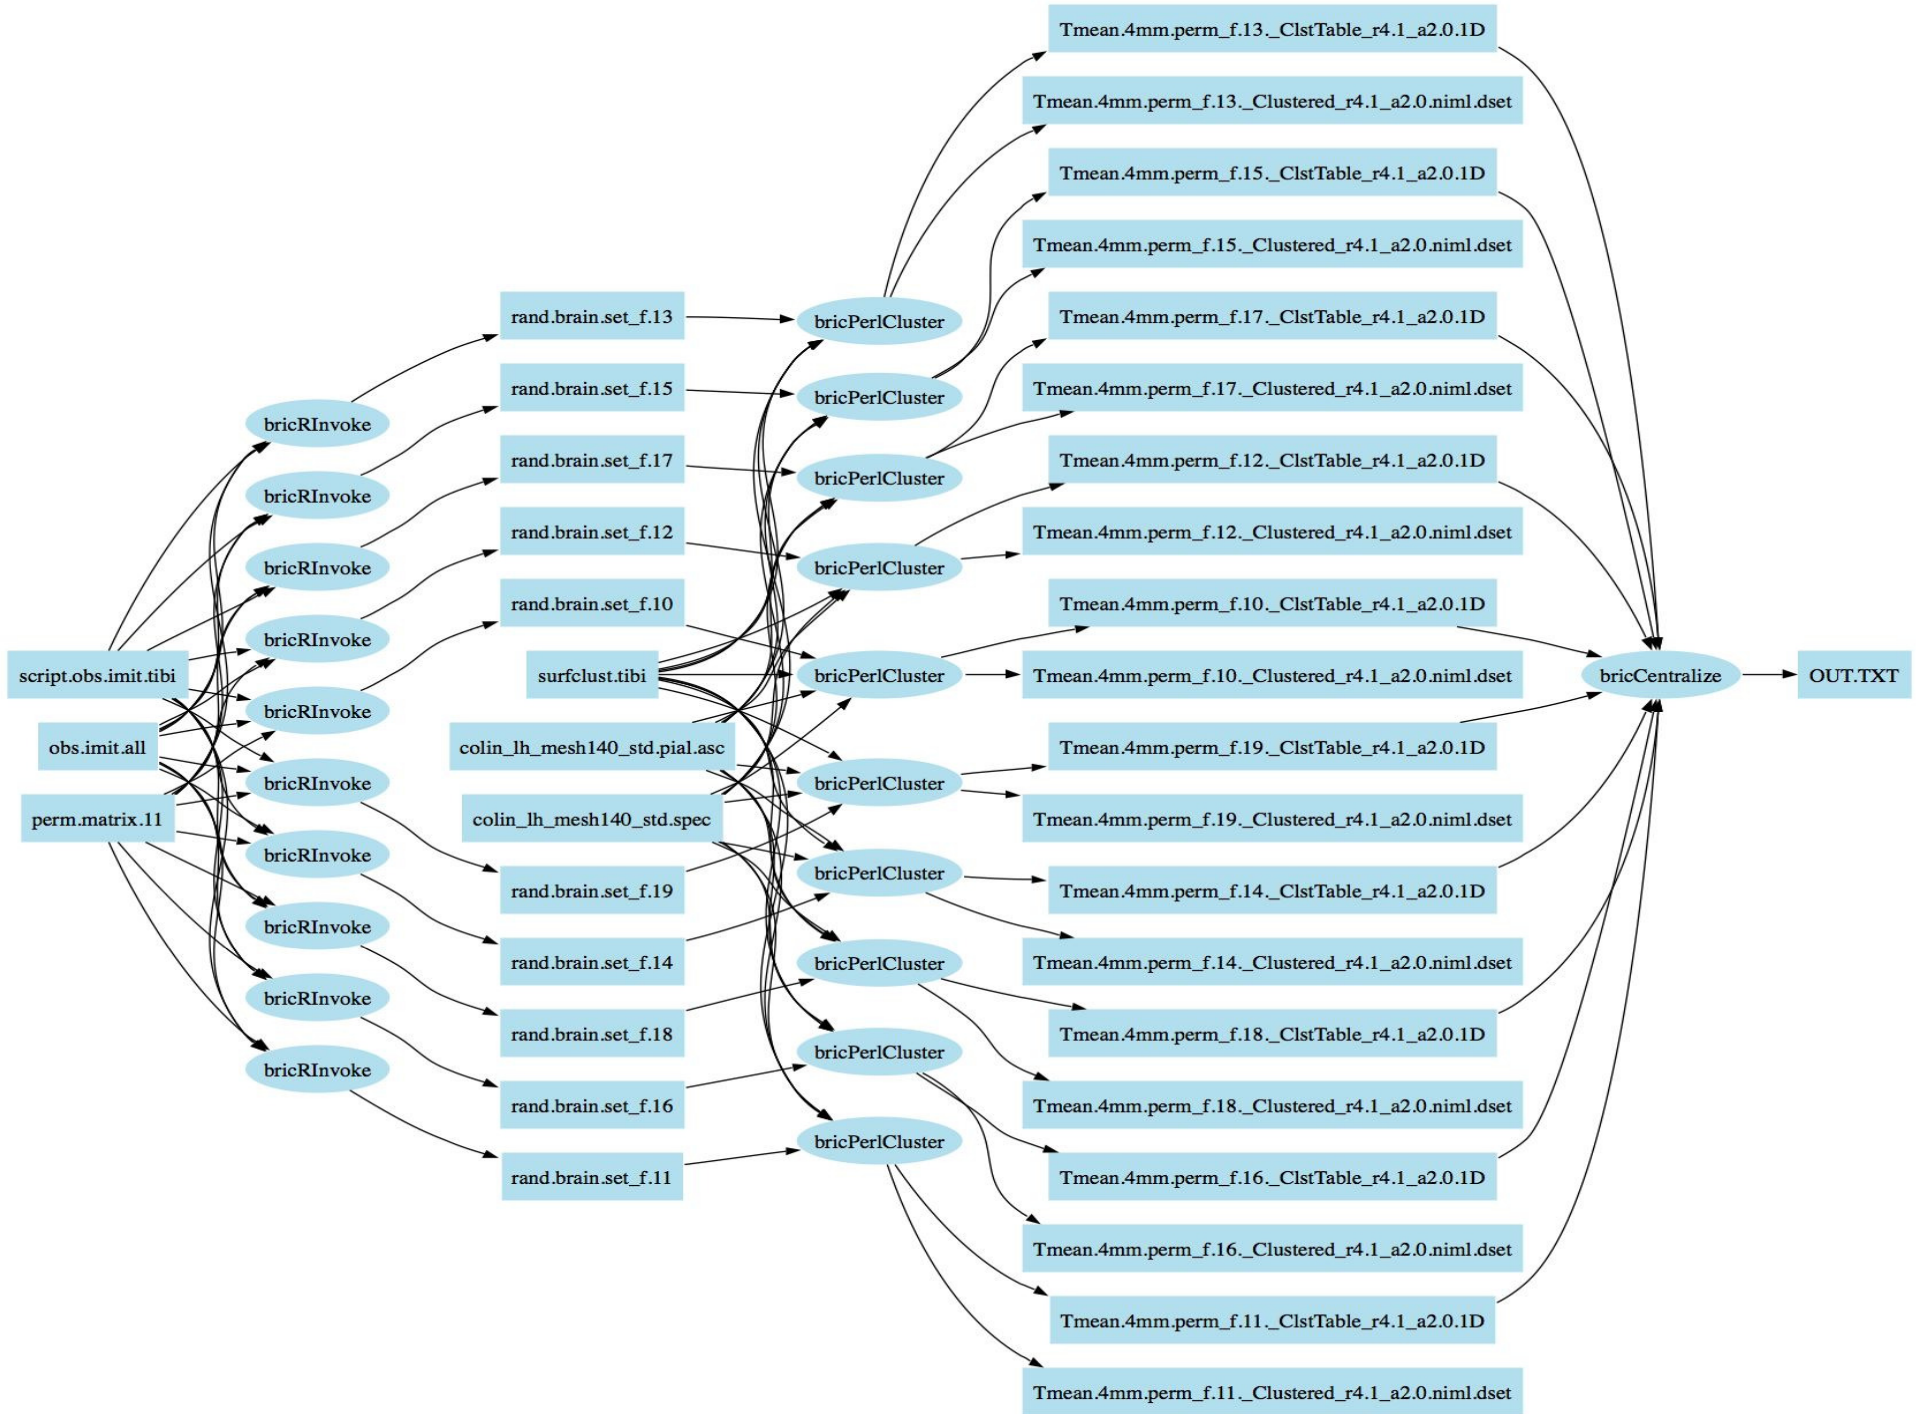 script.obs.imit.tibi
obs.imit.all
perm.matrix.11
bricRInvoke
bricRInvoke
bricRInvoke
bricRInvoke
bricRInvoke
bricRInvoke
bricRInvoke
bricRInvoke
bricRInvoke
bricRInvoke
rand.brain.set_f.13
rand.brain.set_f.15
rand.brain.set_f.17
rand.brain.set_f.12
rand.brain.set_f.10
surfclust.tibi
colin_lh_mesh140_std.pial.asc
colin_lh_mesh140_std.spec
rand.brain.set_f.19
rand.brain.set_f.14
rand.brain.set_f.18
rand.brain.set_f.16
rand.brain.set_f.11
bricPerlCluster
bricPerlCluster
bricPerlCluster
bricPerlCluster
bricPerlCluster
bricPerlCluster
bricPerlCluster
bricPerlCluster
bricPerlCluster
bricPerlCluster
Tmean.4mm.perm_f.13._ClstTable_r4.1_a2.0.1D
Tmean.4mm.perm_f.13._Clustered_r4.1_a2.0.niml.dset
Tmean.4mm.perm_f.15._ClstTable_r4.1_a2.0.1D
Tmean.4mm.perm_f.15._Clustered_r4.1_a2.0.niml.dset
Tmean.4mm.perm_f.17._ClstTable_r4.1_a2.0.1D
Tmean.4mm.perm_f.17._Clustered_r4.1_a2.0.niml.dset
Tmean.4mm.perm_f.12._ClstTable_r4.1_a2.0.1D
Tmean.4mm.perm_f.12._Clustered_r4.1_a2.0.niml.dset
Tmean.4mm.perm_f.10._ClstTable_r4.1_a2.0.1D
Tmean.4mm.perm_f.10._Clustered_r4.1_a2.0.niml.dset
Tmean.4mm.perm_f.19._ClstTable_r4.1_a2.0.1D
Tmean.4mm.perm_f.19._Clustered_r4.1_a2.0.niml.dset
Tmean.4mm.perm_f.14._ClstTable_r4.1_a2.0.1D
Tmean.4mm.perm_f.14._Clustered_r4.1_a2.0.niml.dset
Tmean.4mm.perm_f.18._ClstTable_r4.1_a2.0.1D
Tmean.4mm.perm_f.18._Clustered_r4.1_a2.0.niml.dset
Tmean.4mm.perm_f.16._ClstTable_r4.1_a2.0.1D
Tmean.4mm.perm_f.16._Clustered_r4.1_a2.0.niml.dset
Tmean.4mm.perm_f.11._ClstTable_r4.1_a2.0.1D
Tmean.4mm.perm_f.11._Clustered_r4.1_a2.0.niml.dset
bricCentralize
OUT.TXT